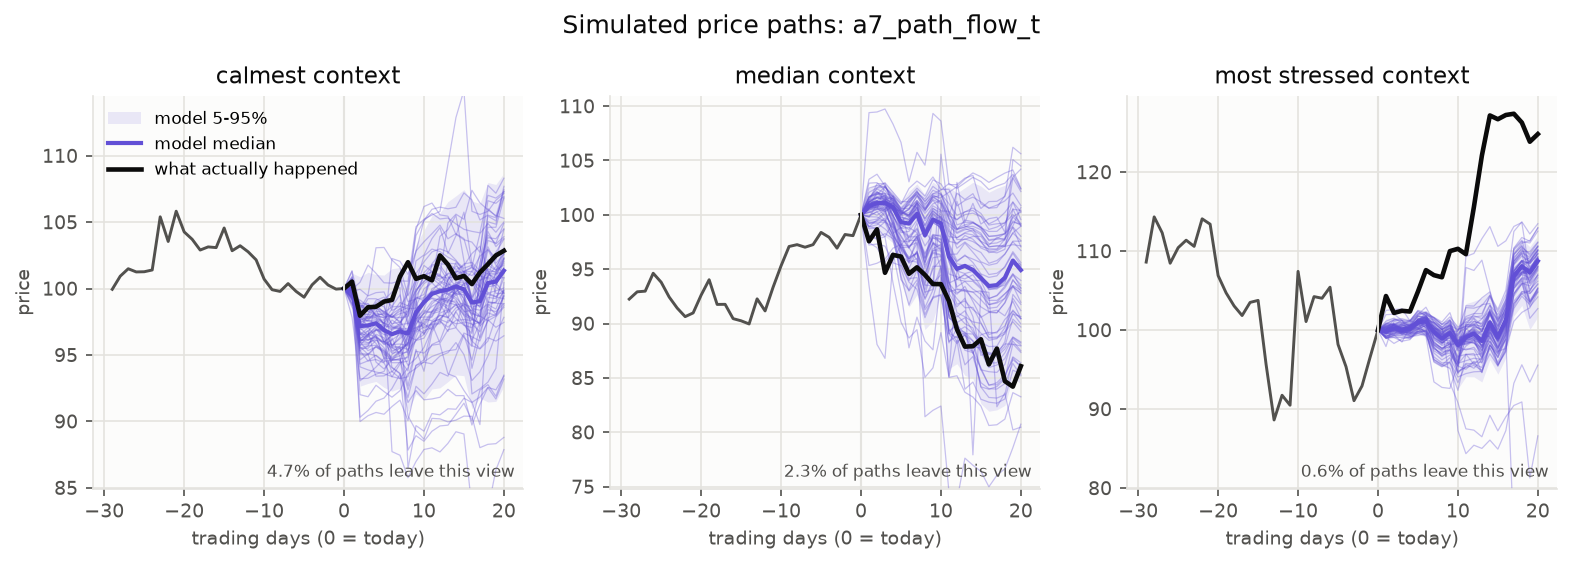 Simulated price paths: a7_path_flow_t
calmest context
model 5-95%
model median
what actually happened
110
105
100
95
90
85
price
4.7% of paths leave this view
−30
−20
−10
0
10
20
trading days (0 = today)
median context
110
105
100
95
90
85
80
75
price
2.3% of paths leave this view
−30
−20
−10
0
10
20
trading days (0 = today)
most stressed context
120
110
100
90
80
price
0.6% of paths leave this view
−30
−20
−10
0
10
20
trading days (0 = today)